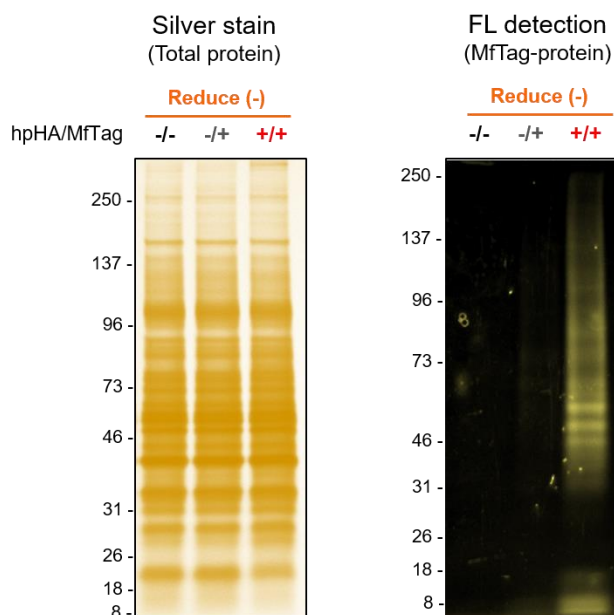 Silver stain
(Total protein)
Reduce (-)
hpHA/MfTag -/- -/+ +/+
250 -
137 -
96 -
73 -
46 -
31 -
26 -
18 -
8 -
FL detection
(MfTag-protein)
Reduce (-)
-/- -/+ +/+
250 -
137 -
96 -
73 -
46 -
31 -
26 -
18 -
8 -